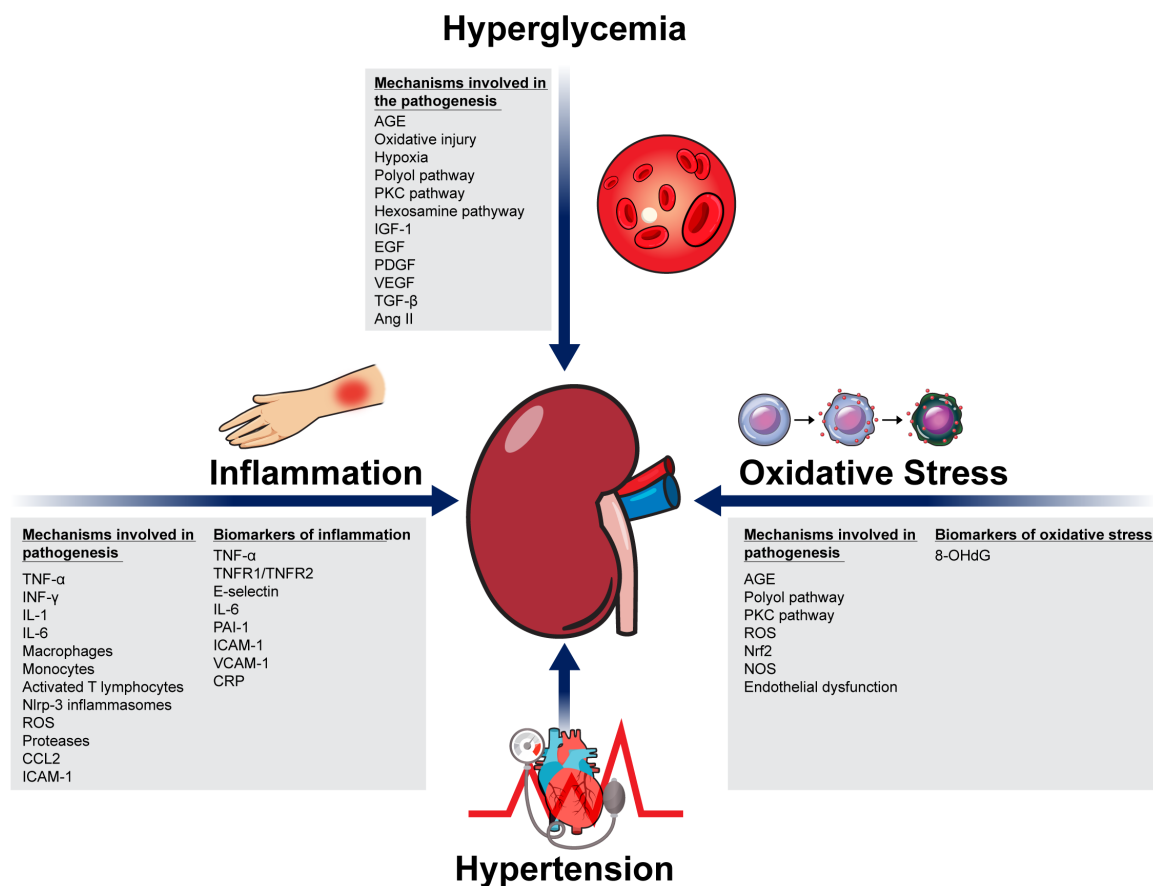 Hyperglycemia
Mechanisms involved in
the pathogenesis
AGE
Oxidative injury
Hypoxia
Polyol pathway
PKC pathway
Hexosamine pathyway
IGF-1
EGF
PDGF
VEGF
TGF-β
Ang II
Inflammation
Mechanisms involved in
pathogenesis
TNF-α
INF-γ
IL-1
IL-6
Macrophages
Monocytes
Activated T lymphocytes
Nlrp-3 inflammasomes
ROS
Proteases
CCL2
ICAM-1
Biomarkers of inflammation
TNF-α
TNFR1/TNFR2
E-selectin
IL-6
PAI-1
ICAM-1
VCAM-1
CRP
Oxidative Stress
Mechanisms involved in
pathogenesis
AGE
Polyol pathway
PKC pathway
ROS
Nrf2
NOS
Endothelial dysfunction
Biomarkers of oxidative stress
8-OHdG
Hypertension